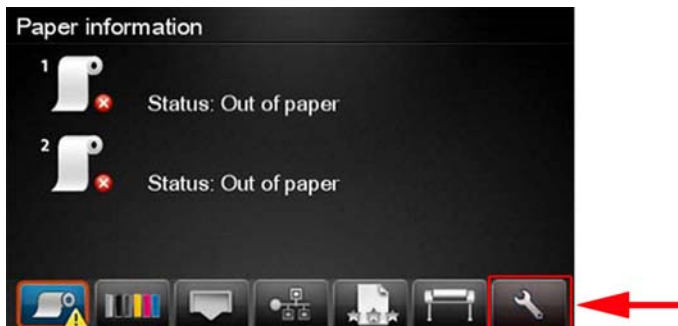 Paper information
1
Status: Out of paper
2
Status: Out of paper